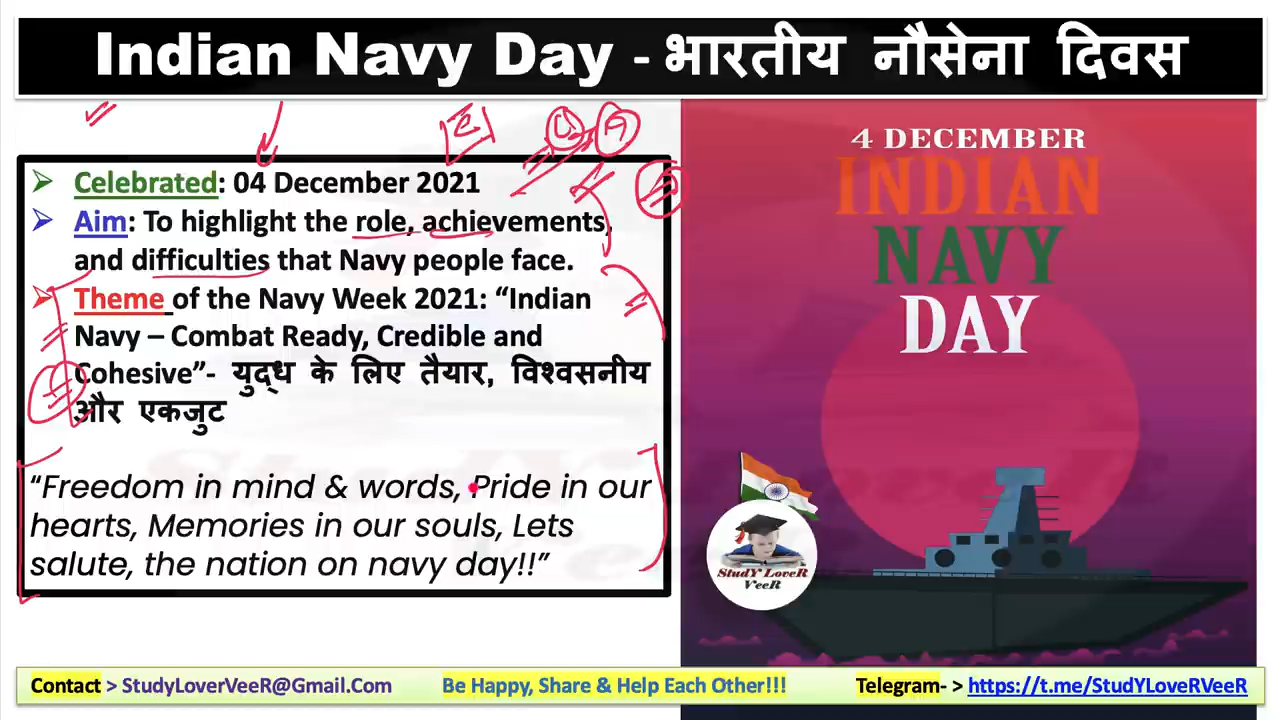 Indian Navy Day - भारतीय नौसेना दिवस
Celebrated: 04 December 2021
Aim: To highlight the role, achievements,
and difficulties that Navy people face.
Theme of the Navy Week 2021: “Indian
Navy – Combat Ready, Credible and
Cohesive”- युद्ध के लिए तैयार, विश्वसनीय
और एकजुट
“Freedom in mind & words, Pride in our
hearts, Memories in our souls, Lets
salute, the nation on navy day!!”
4 DECEMBER
INDIAN
NAVY
DAY
StudY LoveR
VeeR
Contact > StudyLoverVeeR@Gmail.Com Be Happy, Share & Help Each Other!!! Telegram- > https://t.me/StudYLoveRVeeR